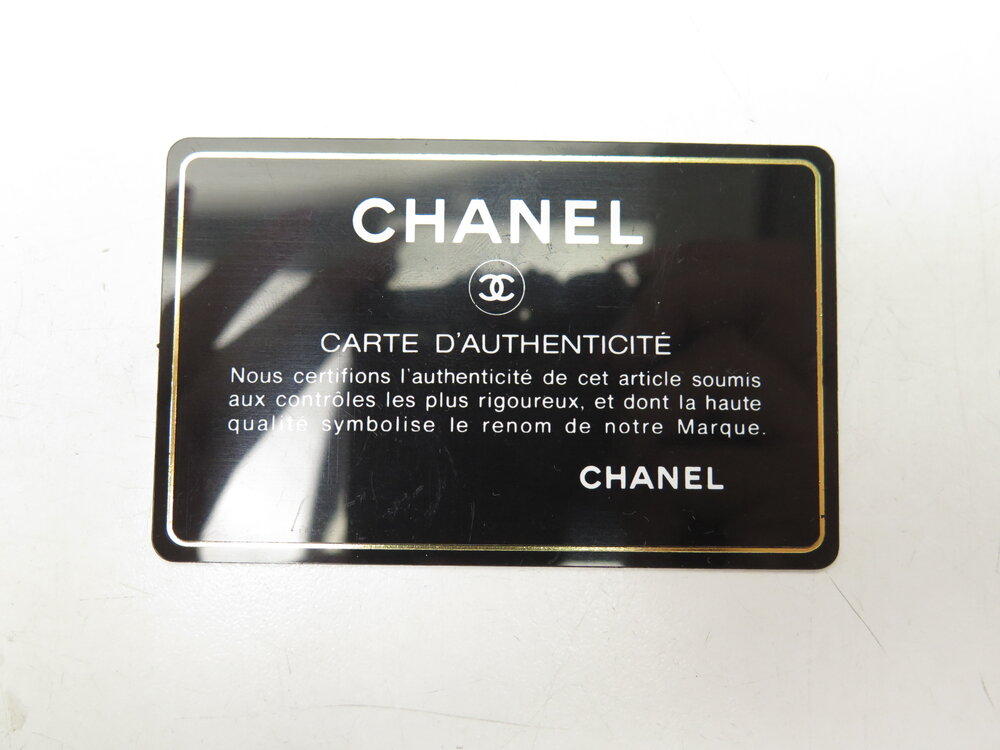 CHANEL
CARTE D'AUTHENTICITÉ
Nous certifions l'authenticité de cet article soumis
aux contrôles les plus rigoureux, et dont la haute
qualité symbolise le renom de notre Marque.
CHANEL